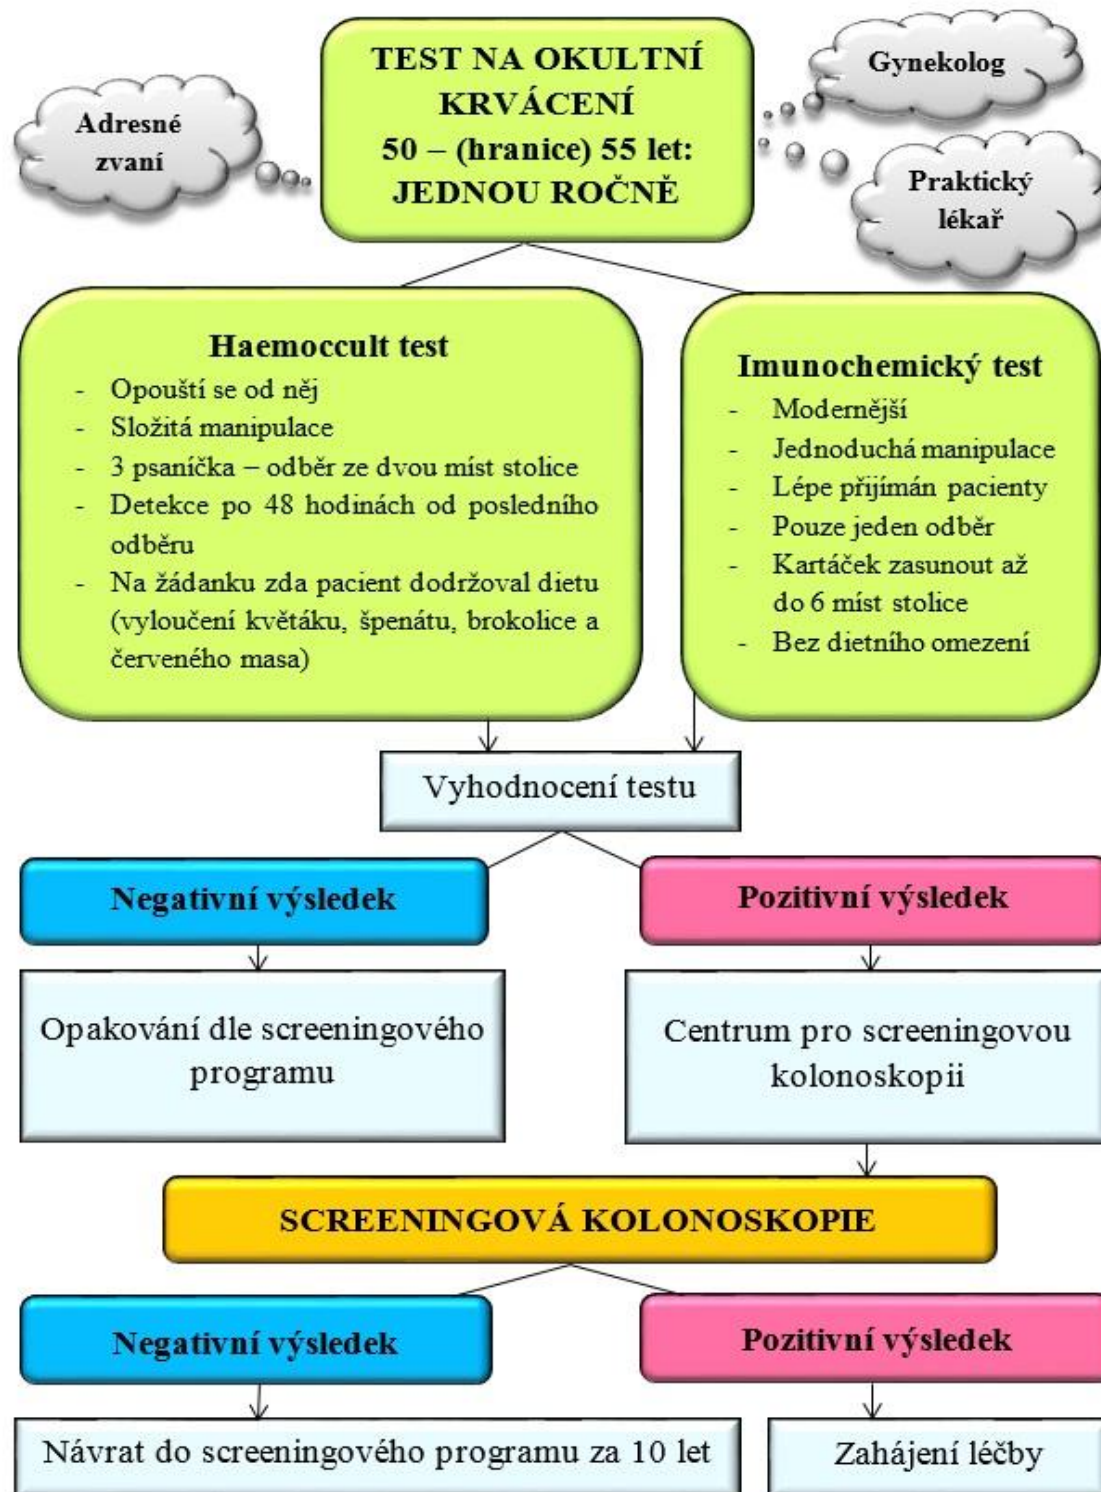 TEST NA OKULTNÍ
KRVÁCENÍ
50 – (hranice) 55 let:
JEDNOU ROČNĚ
Adresné
zvaní
Gynekolog
Praktický
lékař
Haemoccult test
- Opouští se od něj
- Složitá manipulace
- 3 psaníčka – odběr ze dvou míst stolice
- Detekce po 48 hodinách od posledního
odběru
- Na žádanku zda pacient dodržoval dietu
(vyloučení květáku, špenátu, brokolice a
červeného masa)
Imunochemický test
- Modernější
- Jednoduchá manipulace
- Lépe přijímán pacienty
- Pouze jeden odběr
- Kartáček zasunout až
do 6 míst stolice
- Bez dietního omezení
Vyhodnocení testu
Negativní výsledek
Pozitivní výsledek
Opakování dle screeningového
programu
Centrum pro screeningovou
kolonoskopii
SCREENINGOVÁ KOLONOSKOPIE
Negativní výsledek
Pozitivní výsledek
Návrat do screeningového programu za 10 let
Zahájení léčby